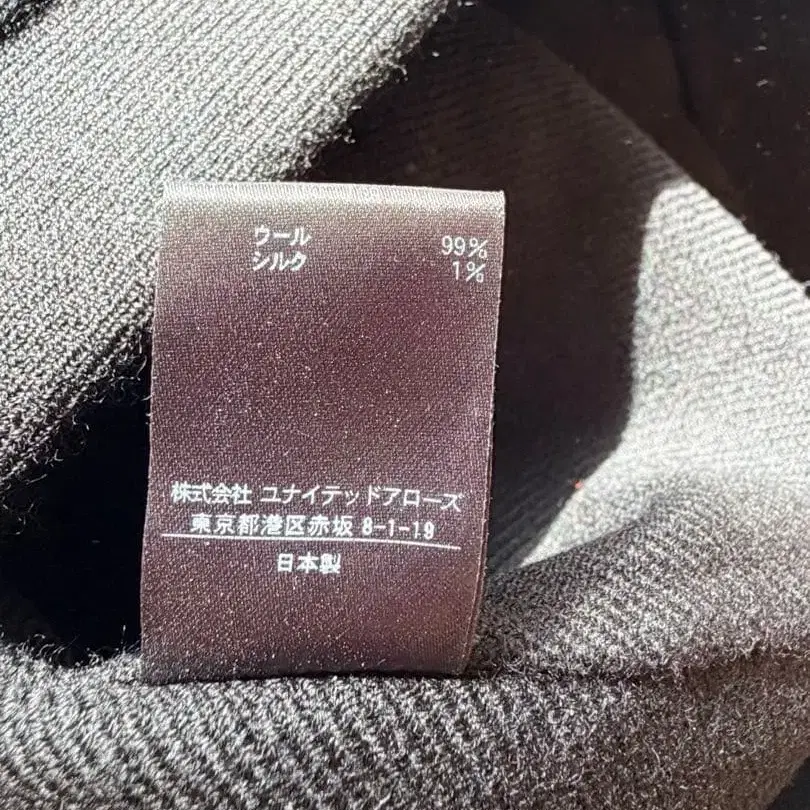 ウール 99%
シルク 1%
株式会社 ユナイテッドアローズ
東京都港区赤坂 8-1-19
日本製